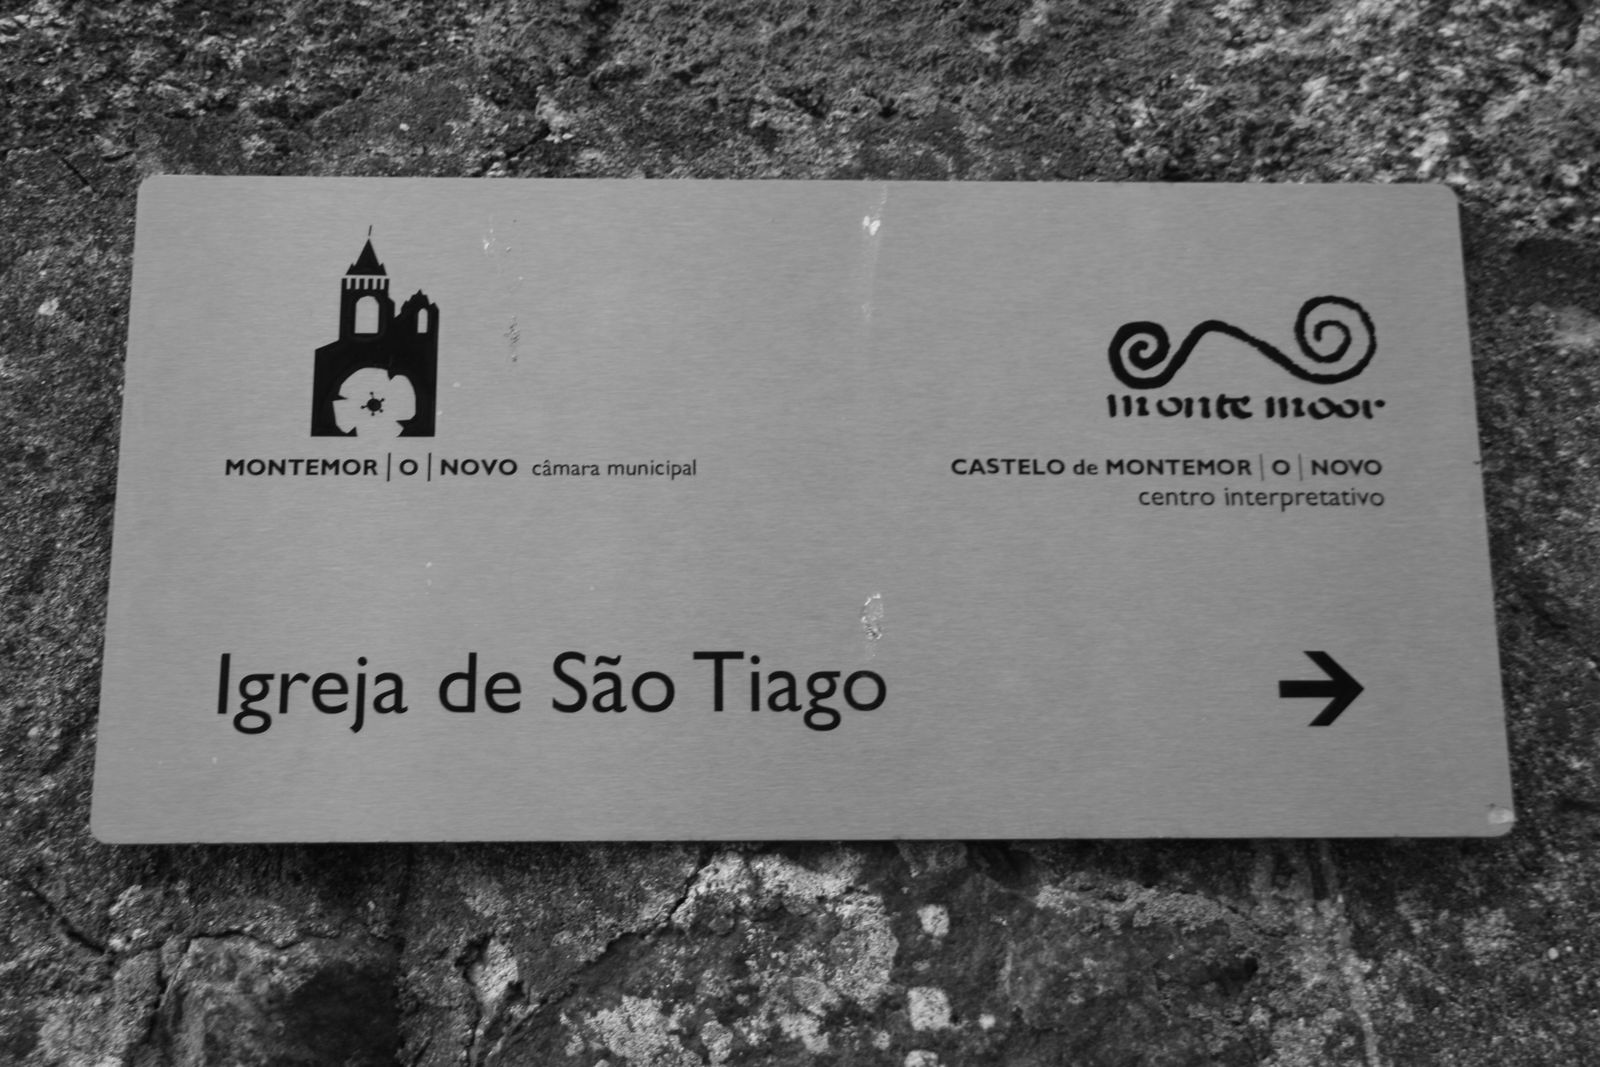 monte moor
MONTEMOR|O|NOVO câmara municipal
CASTELO de MONTEMOR|O|NOVO
centro interpretativo
Igreja de São Tiago →